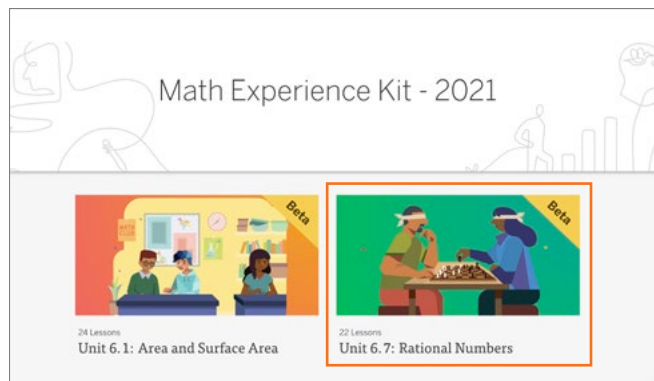 Math Experience Kit - 2021
Beta
Beta
24 Lessons
Unit 6.1: Area and Surface Area
22 Lessons
Unit 6.7: Rational Numbers